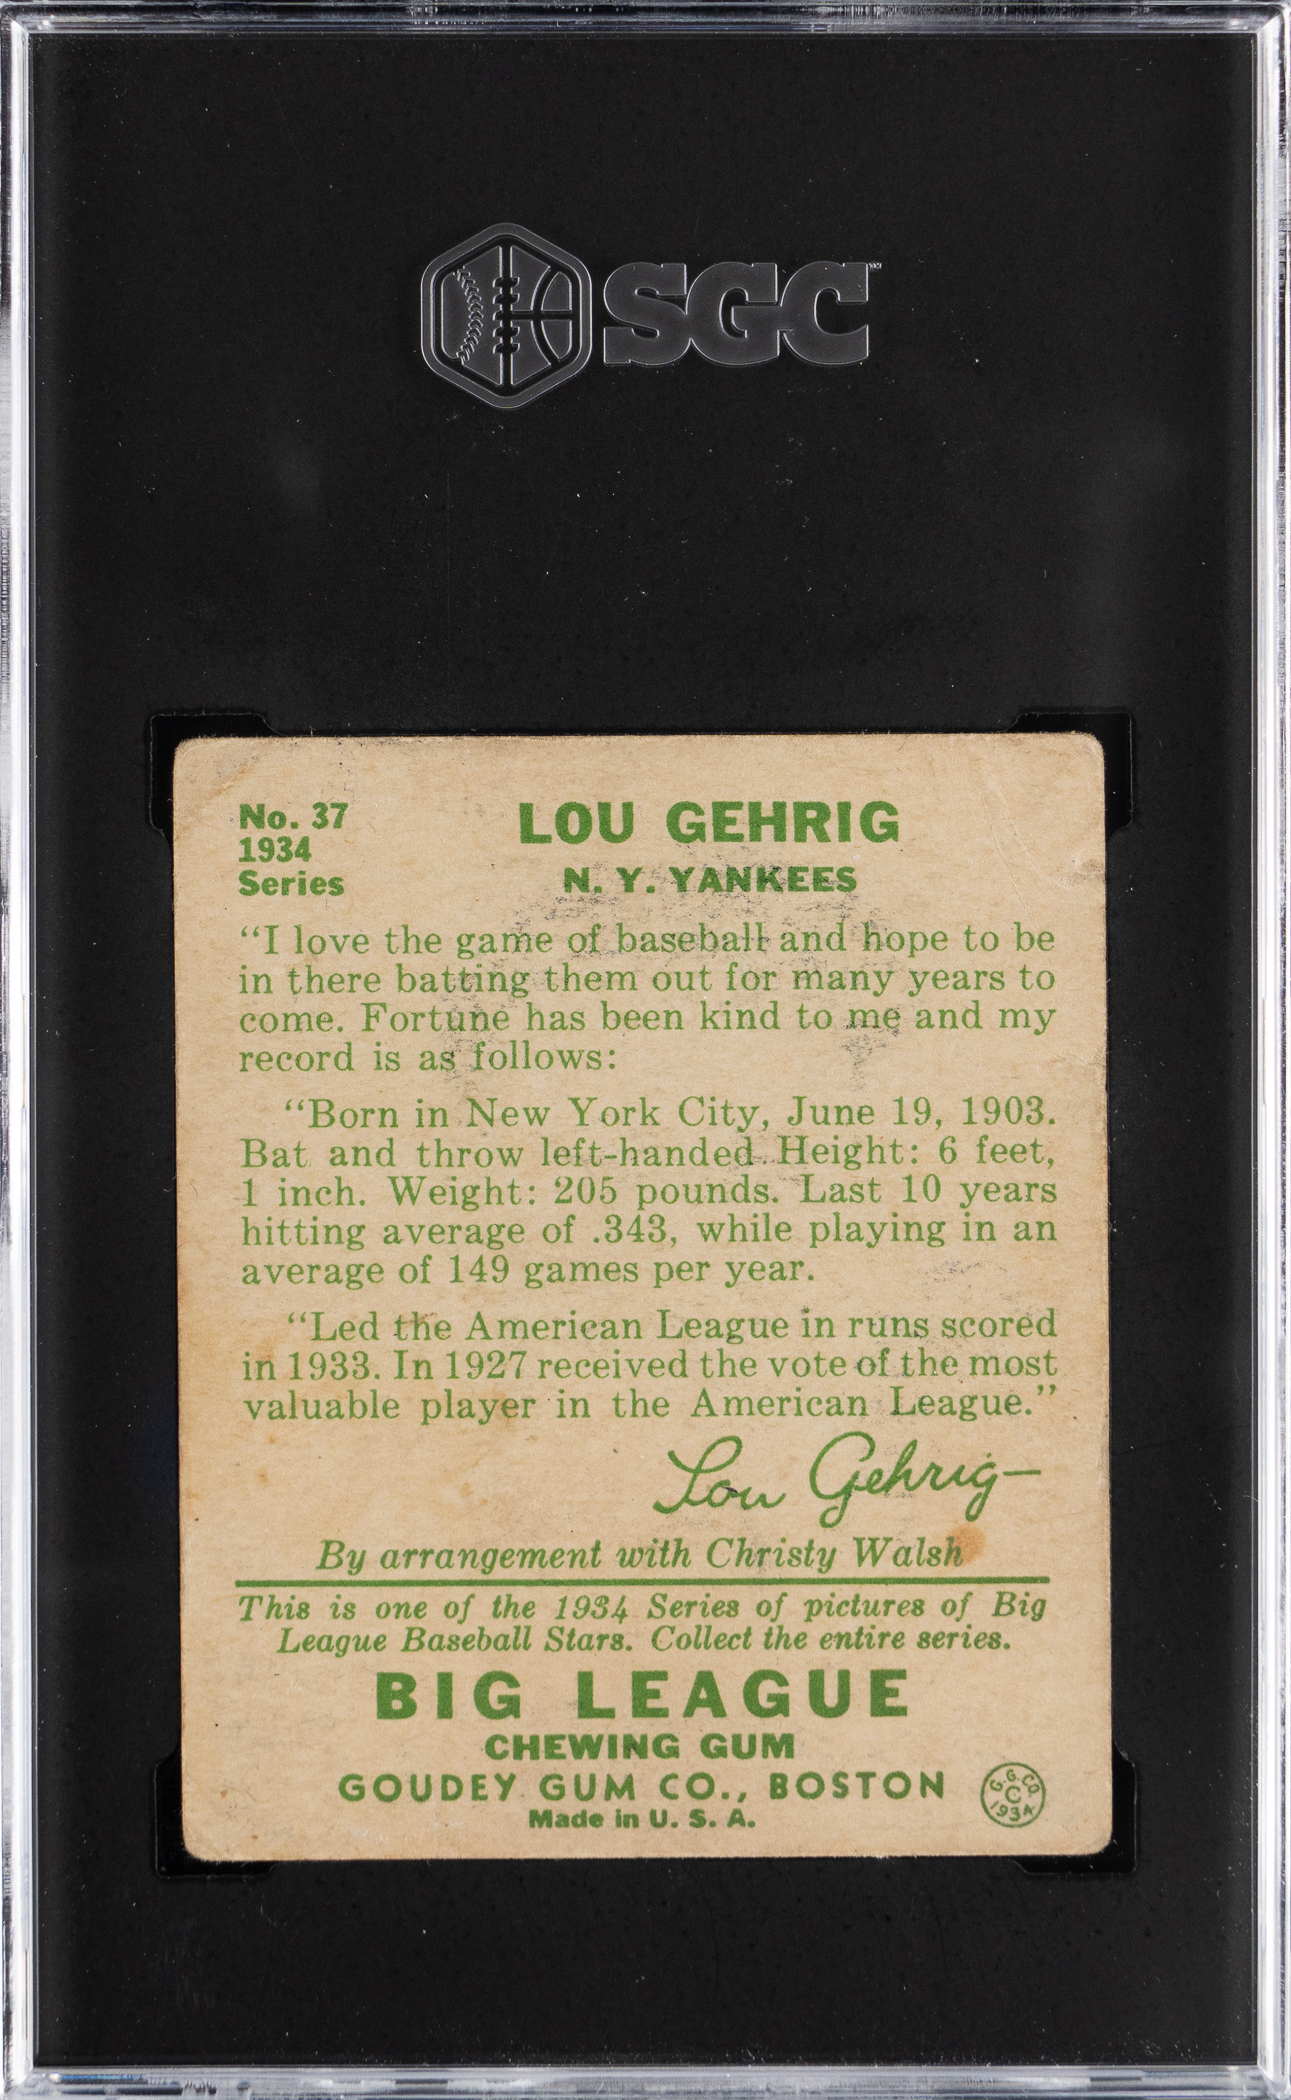 SGC™
No. 37
1934
Series
LOU GEHRIG
N. Y. YANKEES
“I love the game of baseball and hope to be
in there batting them out for many years to
come. Fortune has been kind to me and my
record is as follows:
“Born in New York City, June 19, 1903.
Bat and throw left-handed. Height: 6 feet,
1 inch. Weight: 205 pounds. Last 10 years
hitting average of .343, while playing in an
average of 149 games per year.
“Led the American League in runs scored
in 1933. In 1927 received the vote of the most
valuable player in the American League.”
Lou Gehrig—
By arrangement with Christy Walsh
This is one of the 1934 Series of pictures of Big
League Baseball Stars. Collect the entire series.
BIG LEAGUE
CHEWING GUM
GOUDEY GUM CO., BOSTON
Made in U. S. A.
G. G. CO.
C
1934